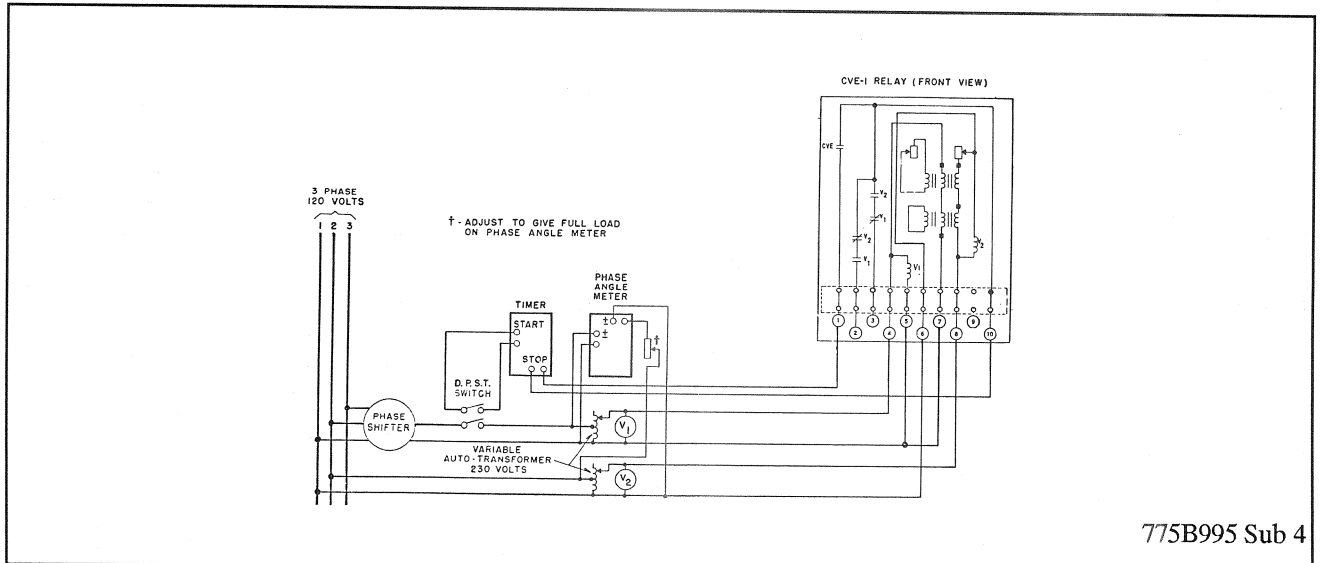 CVE-1 RELAY (FRONT VIEW)
CVE
V2
V1
V2
V1
V1
V2
1
2
3
4
5
6
7
8
9
10
3 PHASE
120 VOLTS
1 2 3
† - ADJUST TO GIVE FULL LOAD
ON PHASE ANGLE METER
TIMER
START
STOP
PHASE
ANGLE
METER
±
±
†
D.P.S.T.
SWITCH
PHASE
SHIFTER
V1
VARIABLE
AUTO-TRANSFORMER
230 VOLTS
V2
775B995 Sub 4